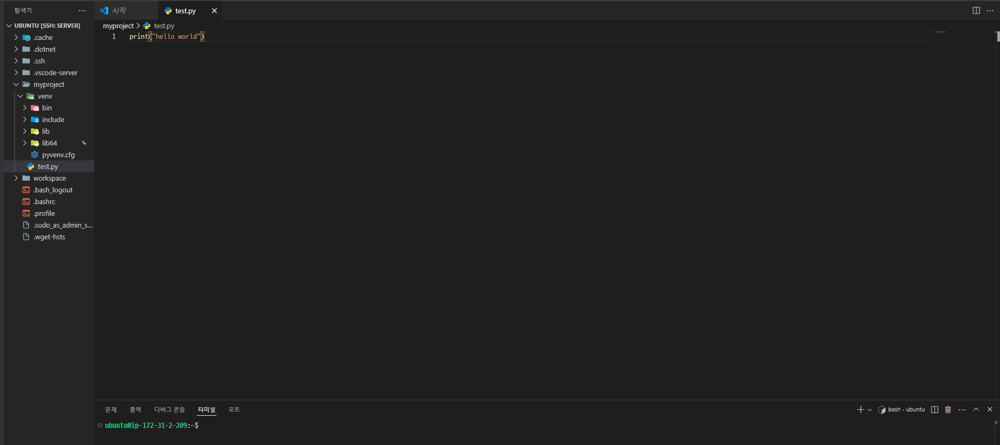 탐색기
시작
test.py
UBUNTU [SSH: SERVER]
.cache
.dotnet
.ssh
.vscode-server
myproject
venv
bin
include
lib
lib64
pyvenv.cfg
test.py
workspace
.bash_logout
.bashrc
.profile
.sudo_as_admin_s...
.wget-hsts
myproject > test.py
1 print("hello world")
문제 출력 디버그 콘솔 터미널 포트
bash - ubuntu
ubuntu@ip-172-31-2-209:~$